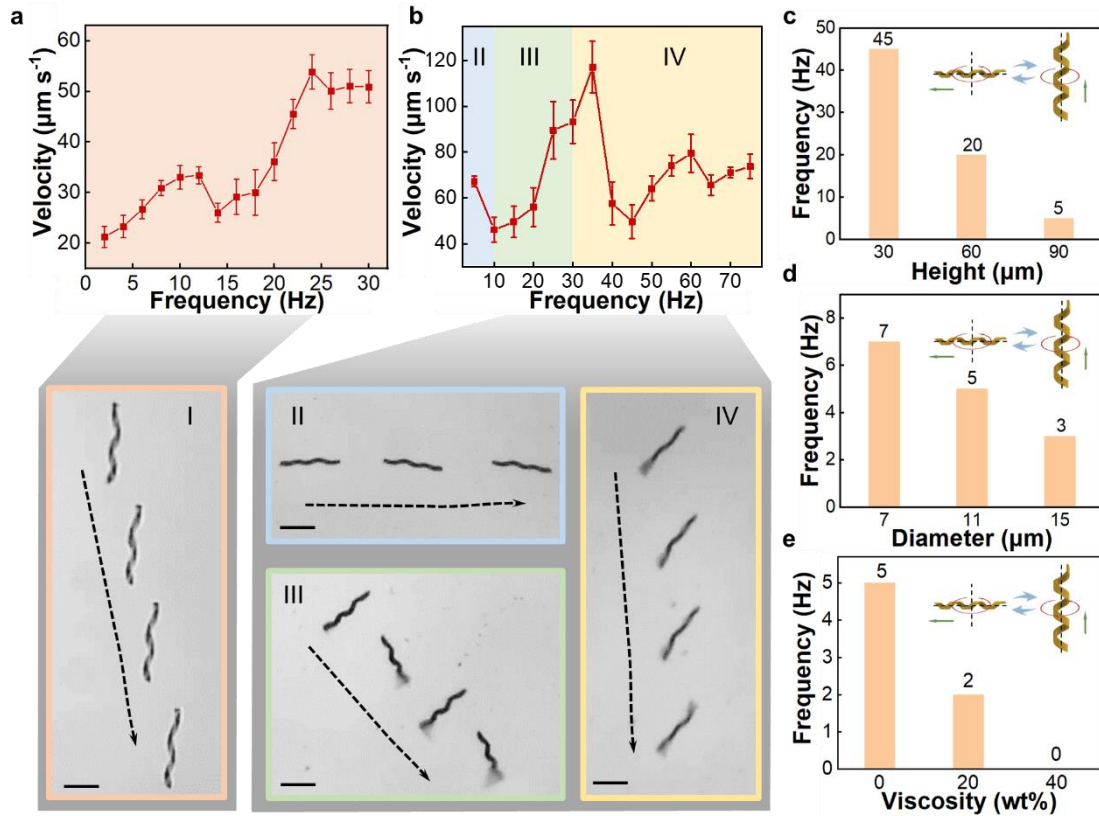 a
Velocity (µm s⁻¹)
60
50
40
30
20
0 5 10 15 20 25 30
Frequency (Hz)
b
Velocity (µm s⁻¹)
120
100
80
60
40
II III IV
10 20 30 40 50 60 70
Frequency (Hz)
c
Frequency (Hz)
50
40
30
20
10
0
45
20
5
30 60 90
Height (µm)
I
II
III
IV
d
Frequency (Hz)
8
6
4
2
0
7
5
3
7 11 15
Diameter (µm)
e
Frequency (Hz)
5
4
3
2
1
0
5
2
0
0 20 40
Viscosity (wt%)